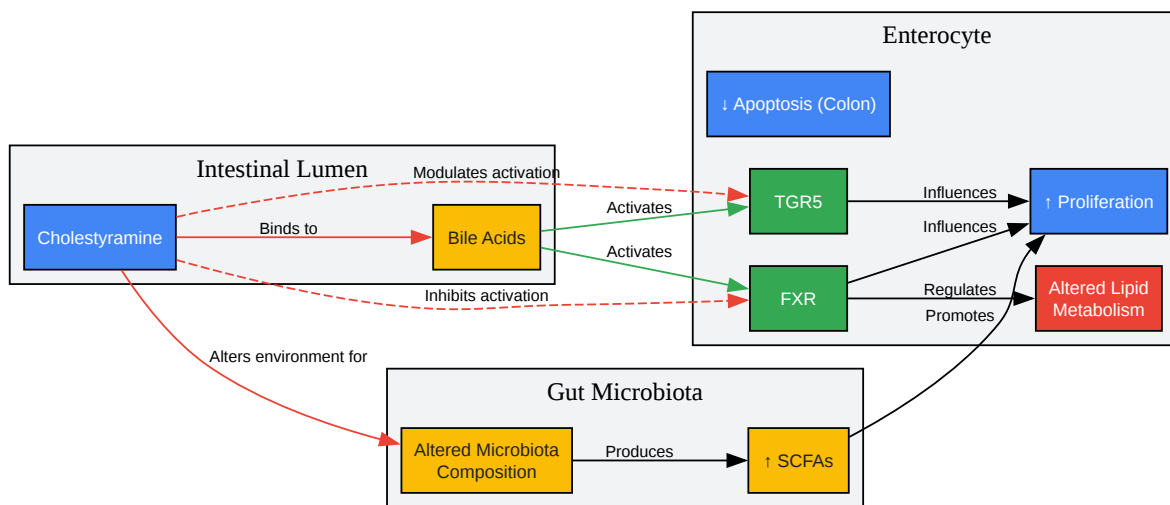 Enterocyte
↓ Apoptosis (Colon)
Intestinal Lumen
Modulates activation
TGR5
Influences
↑ Proliferation
Activates
Cholestyramine
Binds to
Bile Acids
Influences
Activates
Inhibits activation
FXR
Regulates
Altered Lipid
Metabolism
Promotes
Alters environment for
Gut Microbiota
Altered Microbiota
Composition
Produces
↑ SCFAs